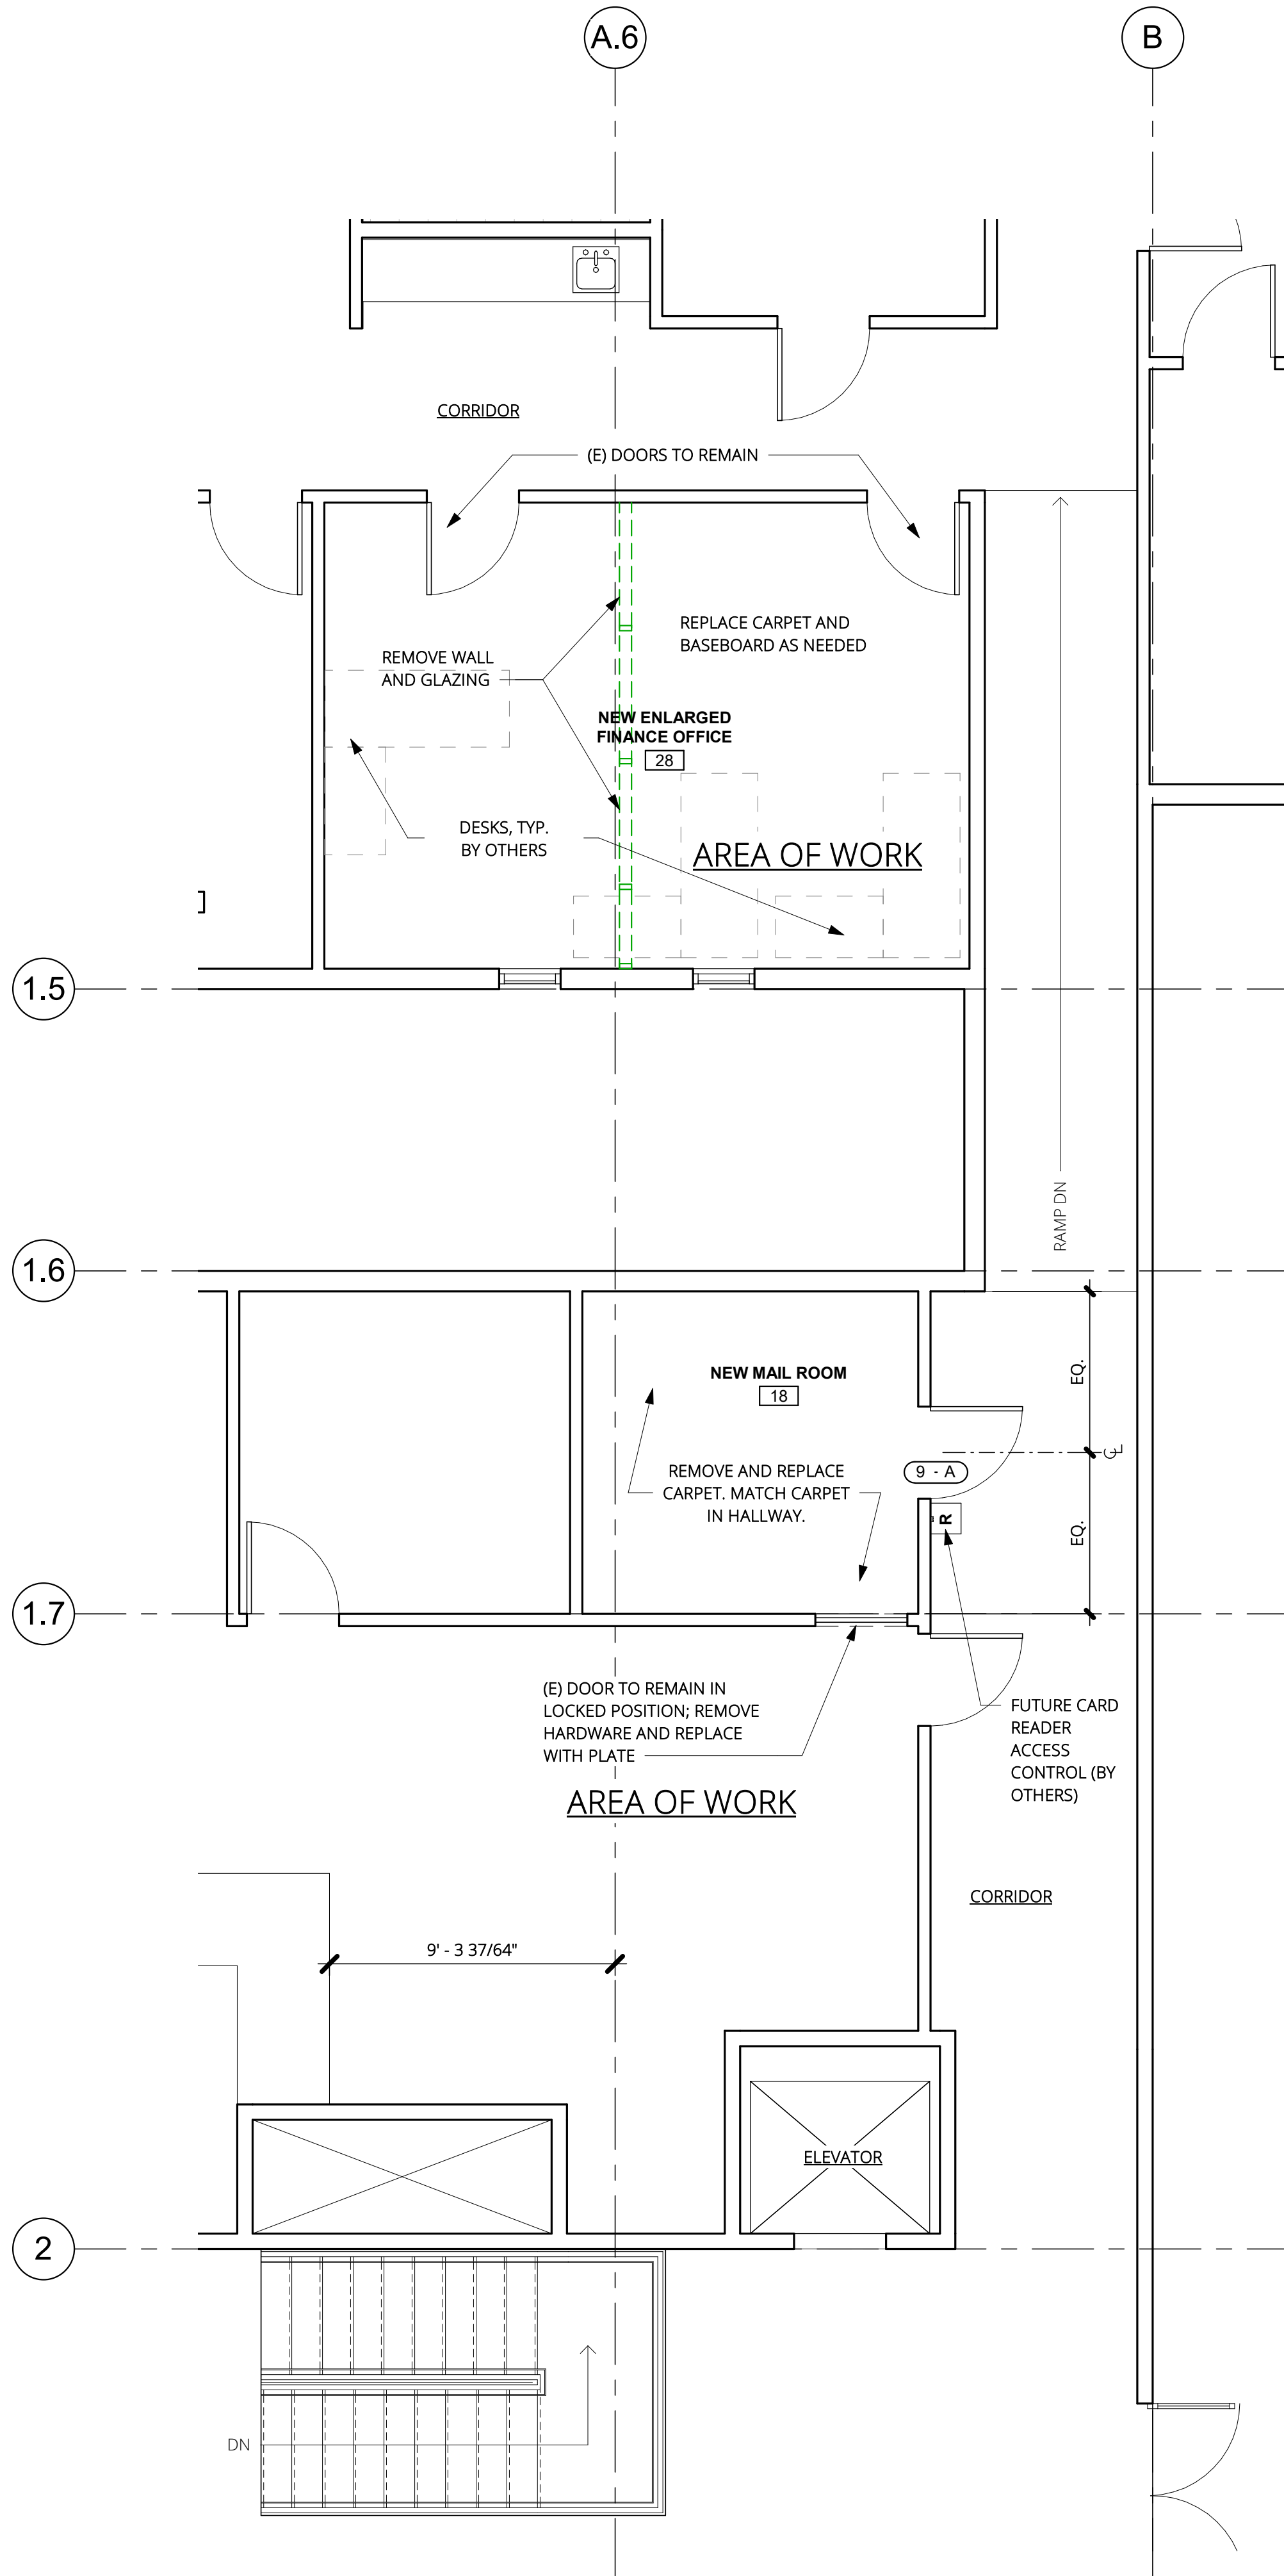 A.6
B
CORRIDOR
(E) DOORS TO REMAIN
REPLACE CARPET AND
BASEBOARD AS NEEDED
REMOVE WALL
AND GLAZING
NEW ENLARGED
FINANCE OFFICE
28
DESKS, TYP.
BY OTHERS
AREA OF WORK
1.5
RAMP DN
1.6
NEW MAIL ROOM
18
EQ.
CL
REMOVE AND REPLACE
CARPET. MATCH CARPET
IN HALLWAY.
9 - A
R
EQ.
1.7
(E) DOOR TO REMAIN IN
LOCKED POSITION; REMOVE
HARDWARE AND REPLACE
WITH PLATE
FUTURE CARD
READER
ACCESS
CONTROL (BY
OTHERS)
AREA OF WORK
CORRIDOR
9' - 3 37/64"
ELEVATOR
2
DN